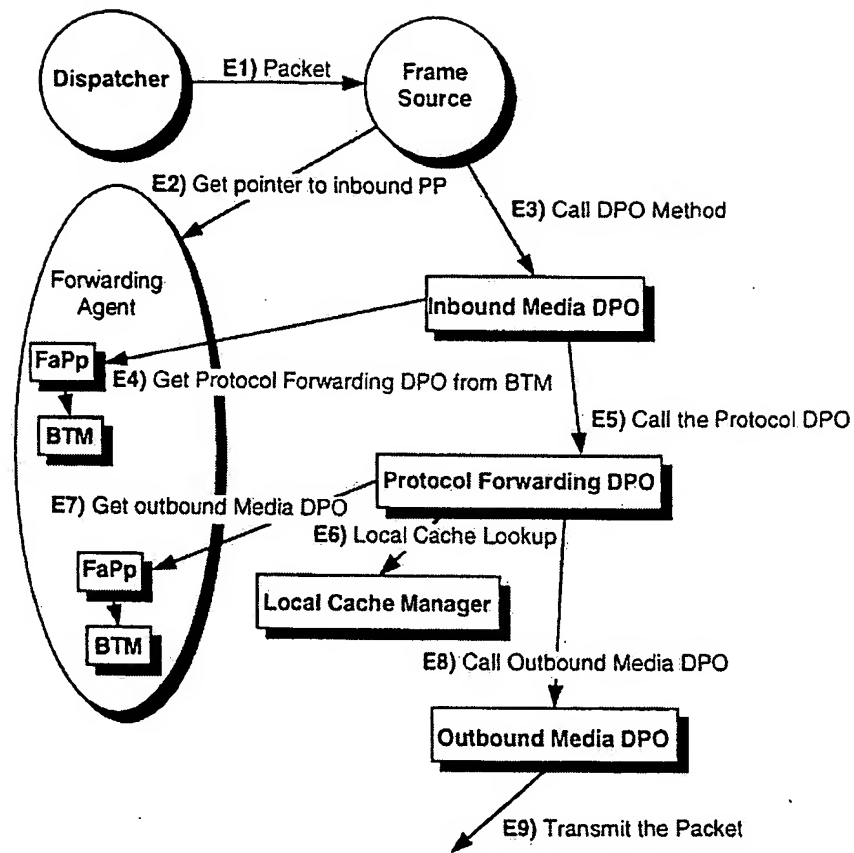 Dispatcher
E1) Packet
Frame
Source
E2) Get pointer to inbound PP
E3) Call DPO Method
Forwarding
Agent
Inbound Media DPO
FaPp
E4) Get Protocol Forwarding DPO from BTM
BTM
E5) Call the Protocol DPO
Protocol Forwarding DPO
E7) Get outbound Media DPO
E6) Local Cache Lookup
FaPp
Local Cache Manager
BTM
E8) Call Outbound Media DPO
Outbound Media DPO
E9) Transmit the Packet